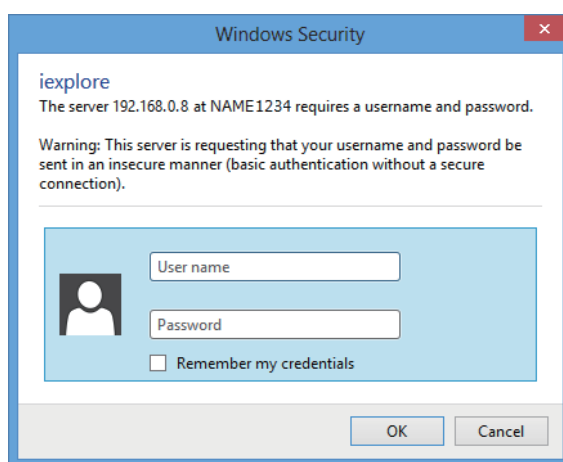 Windows Security
iexplore
The server 192.168.0.8 at NAME1234 requires a username and password.
Warning: This server is requesting that your username and password be
sent in an insecure manner (basic authentication without a secure
connection).
User name
Password
Remember my credentials
OK Cancel